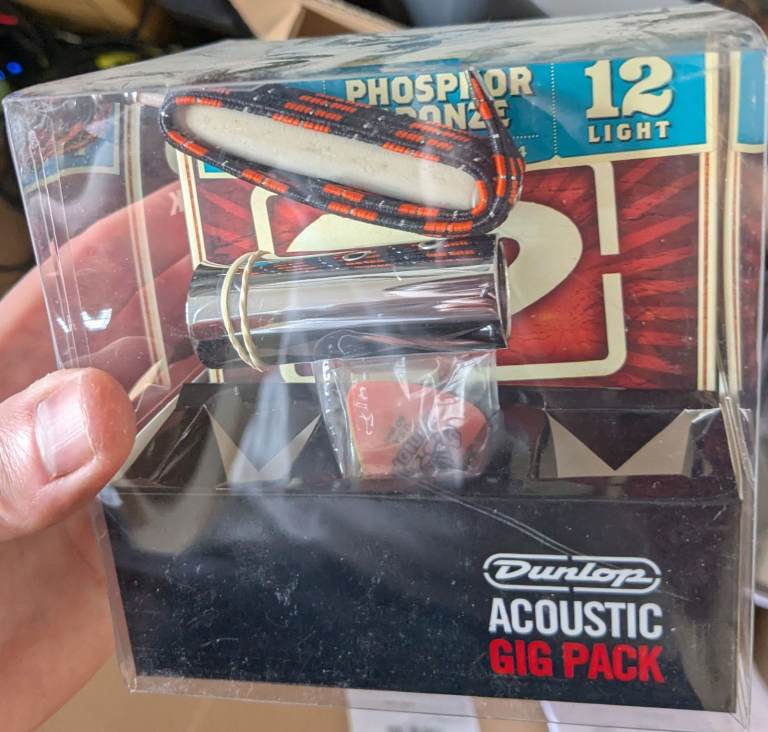 PHOSPHOR
BRONZE
12
LIGHT
Dunlop
ACOUSTIC
GIG PACK